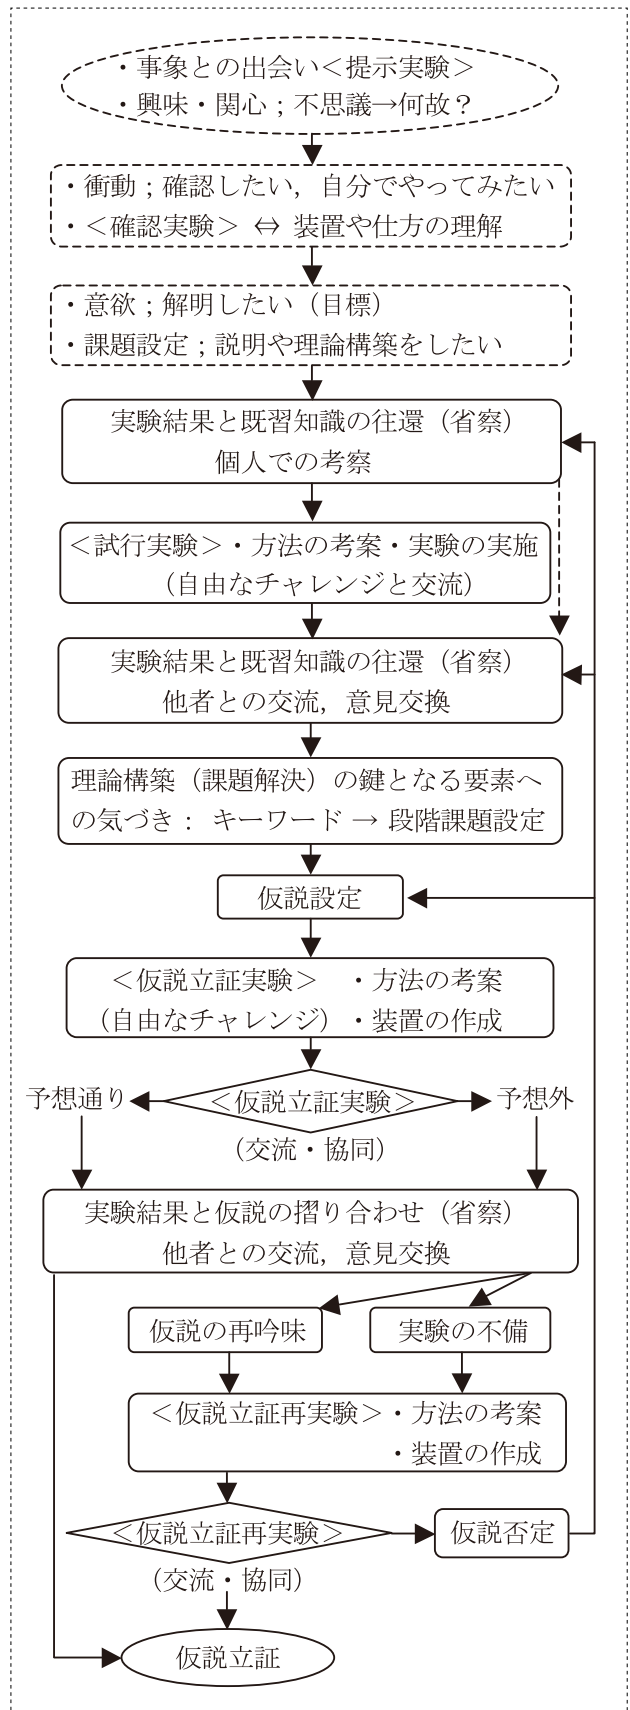 ・事象との出会い＜提示実験＞
・興味・関心；不思議→何故？
・衝動；確認したい，自分でやってみたい
・＜確認実験＞ ⇔ 装置や仕方の理解
・意欲；解明したい（目標）
・課題設定；説明や理論構築をしたい
実験結果と既習知識の往還（省察）
個人での考察
＜試行実験＞・方法の考案・実験の実施
（自由なチャレンジと交流）
実験結果と既習知識の往還（省察）
他者との交流，意見交換
理論構築（課題解決）の鍵となる要素へ
の気づき： キーワード → 段階課題設定
仮説設定
＜仮説立証実験＞ ・方法の考案
（自由なチャレンジ）・装置の作成
予想通り
＜仮説立証実験＞
予想外
（交流・協同）
実験結果と仮説の摺り合わせ（省察）
他者との交流，意見交換
仮説の再吟味
実験の不備
＜仮説立証再実験＞・方法の考案
・装置の作成
＜仮説立証再実験＞
仮説否定
（交流・協同）
仮説立証